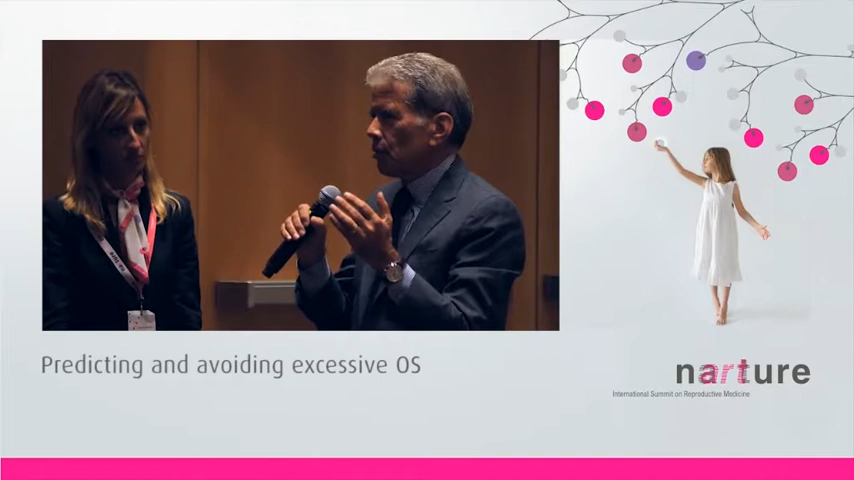 Predicting and avoiding excessive OS
narture
International Summit on Reproductive Medicine